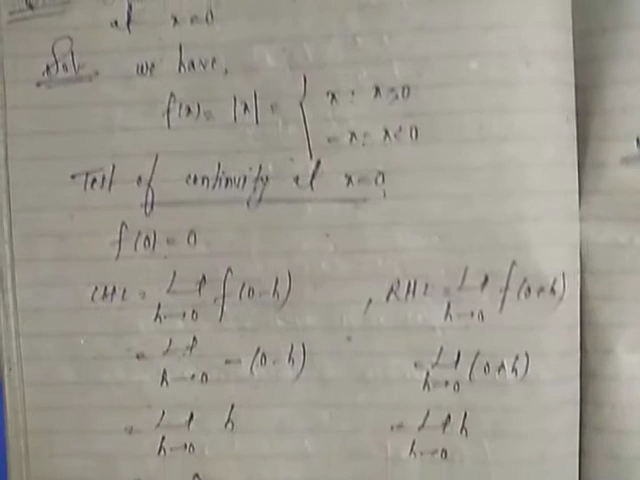 at x=0
Sol. we have,
f(x) = |x| = { x : x≥0
-x : x<0
Test of continuity at x=0,
f(0) = 0
LHL = Lt h→0 f(0-h) , RHL = Lt h→0 f(0+h)
= Lt h→0 -(0-h) = Lt h→0 (0+h)
= Lt h→0 h = Lt h→0 h